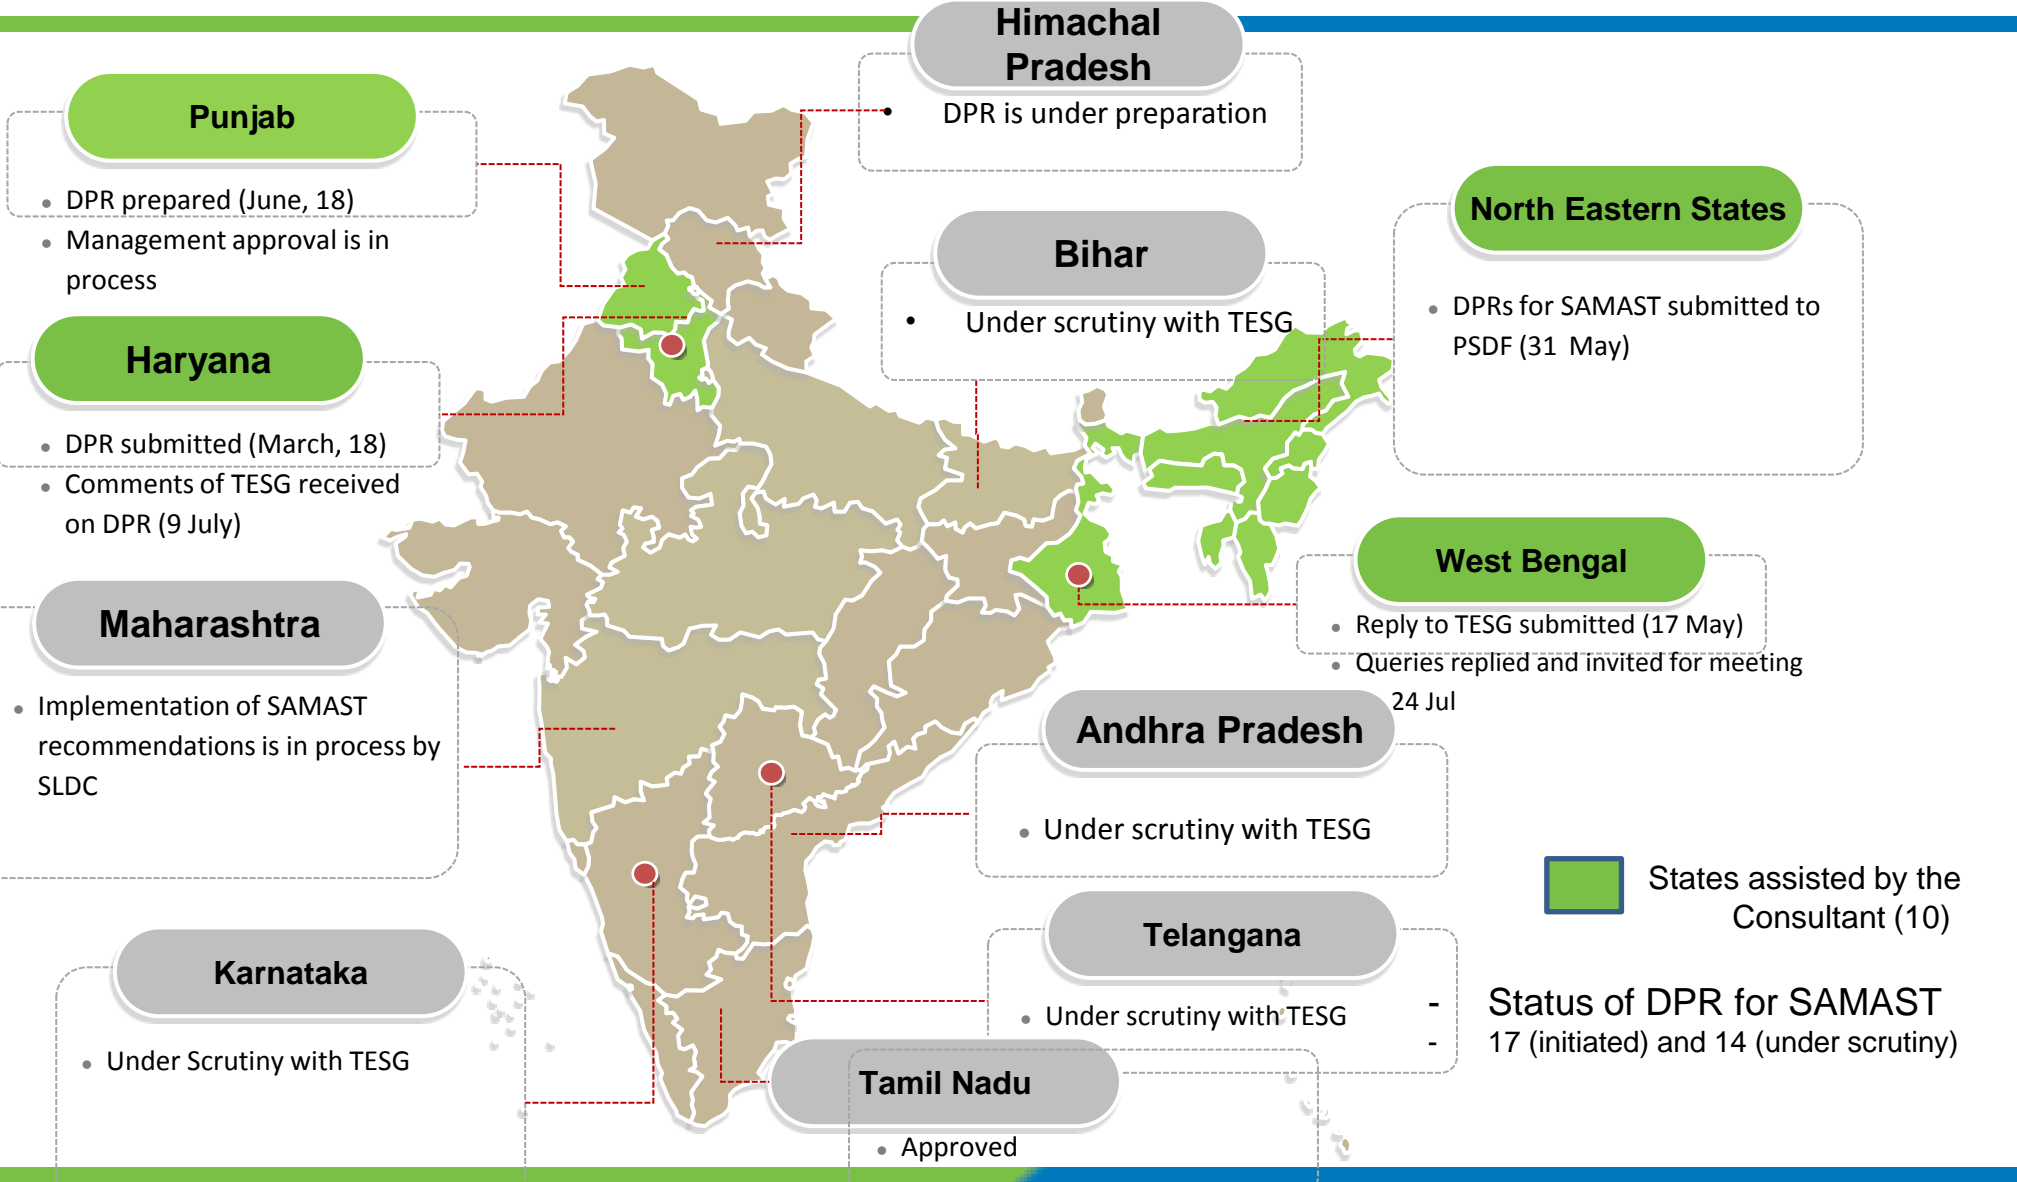 Himachal
Pradesh
• DPR is under preparation
Punjab
• DPR prepared (June, 18)
• Management approval is in
process
North Eastern States
• DPRs for SAMAST submitted to
PSDF (31 May)
Bihar
• Under scrutiny with TESG
Haryana
• DPR submitted (March, 18)
• Comments of TESG received
on DPR (9 July)
West Bengal
• Reply to TESG submitted (17 May)
• Queries replied and invited for meeting
24 Jul
Maharashtra
• Implementation of SAMAST
recommendations is in process by
SLDC
Andhra Pradesh
• Under scrutiny with TESG
States assisted by the
Consultant (10)
Telangana
• Under scrutiny with TESG
Karnataka
• Under Scrutiny with TESG
- Status of DPR for SAMAST
- 17 (initiated) and 14 (under scrutiny)
Tamil Nadu
• Approved